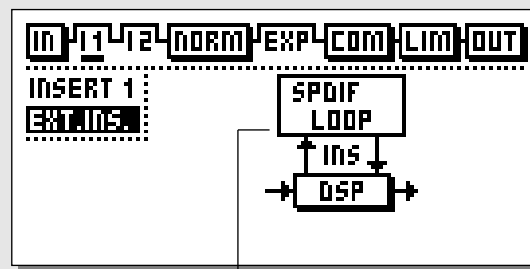 IN I1 I2 NORM EXP COM LIM OUT
INSERT 1
EXT.INS.
SPDIF
LOOP
INS
DSP